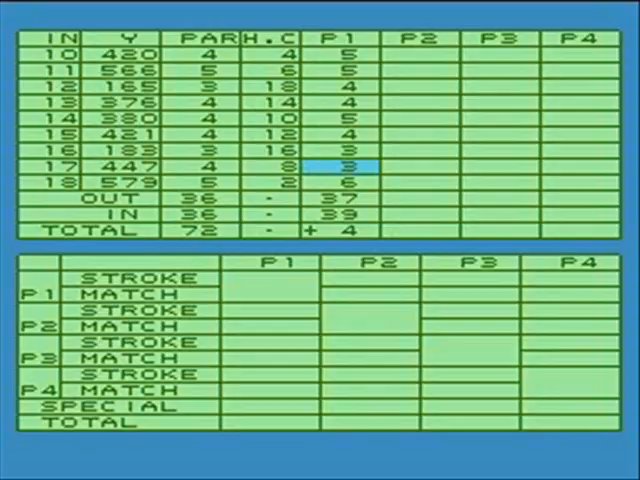 IN Y PAR H.C P1 P2 P3 P4
10 420 4 4 5
11 566 5 6 5
12 165 3 18 4
13 376 4 14 4
14 380 4 10 5
15 421 4 12 4
16 183 3 16 3
17 447 4 8 3
18 579 5 2 6
OUT 36 - 37
IN 36 - 39
TOTAL 72 - + 4
P1 P2 P3 P4
STROKE
P1 MATCH
STROKE
P2 MATCH
STROKE
P3 MATCH
STROKE
P4 MATCH
SPECIAL
TOTAL